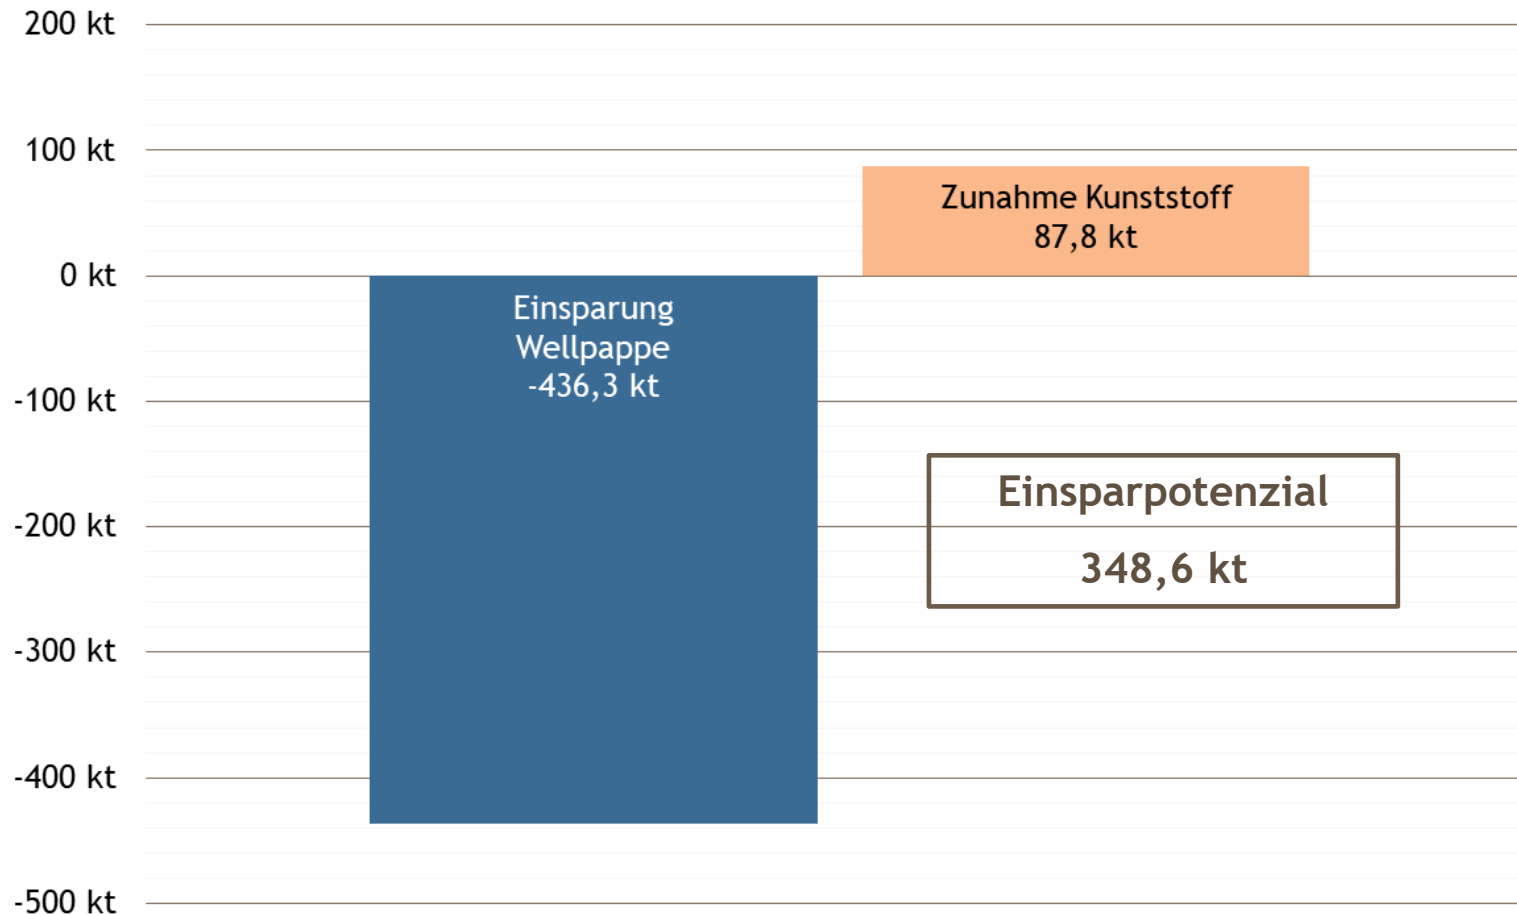 200 kt
100 kt
0 kt
-100 kt
-200 kt
-300 kt
-400 kt
-500 kt
Einsparung
Wellpappe
-436,3 kt
Zunahme Kunststoff
87,8 kt
Einsparpotenzial
348,6 kt